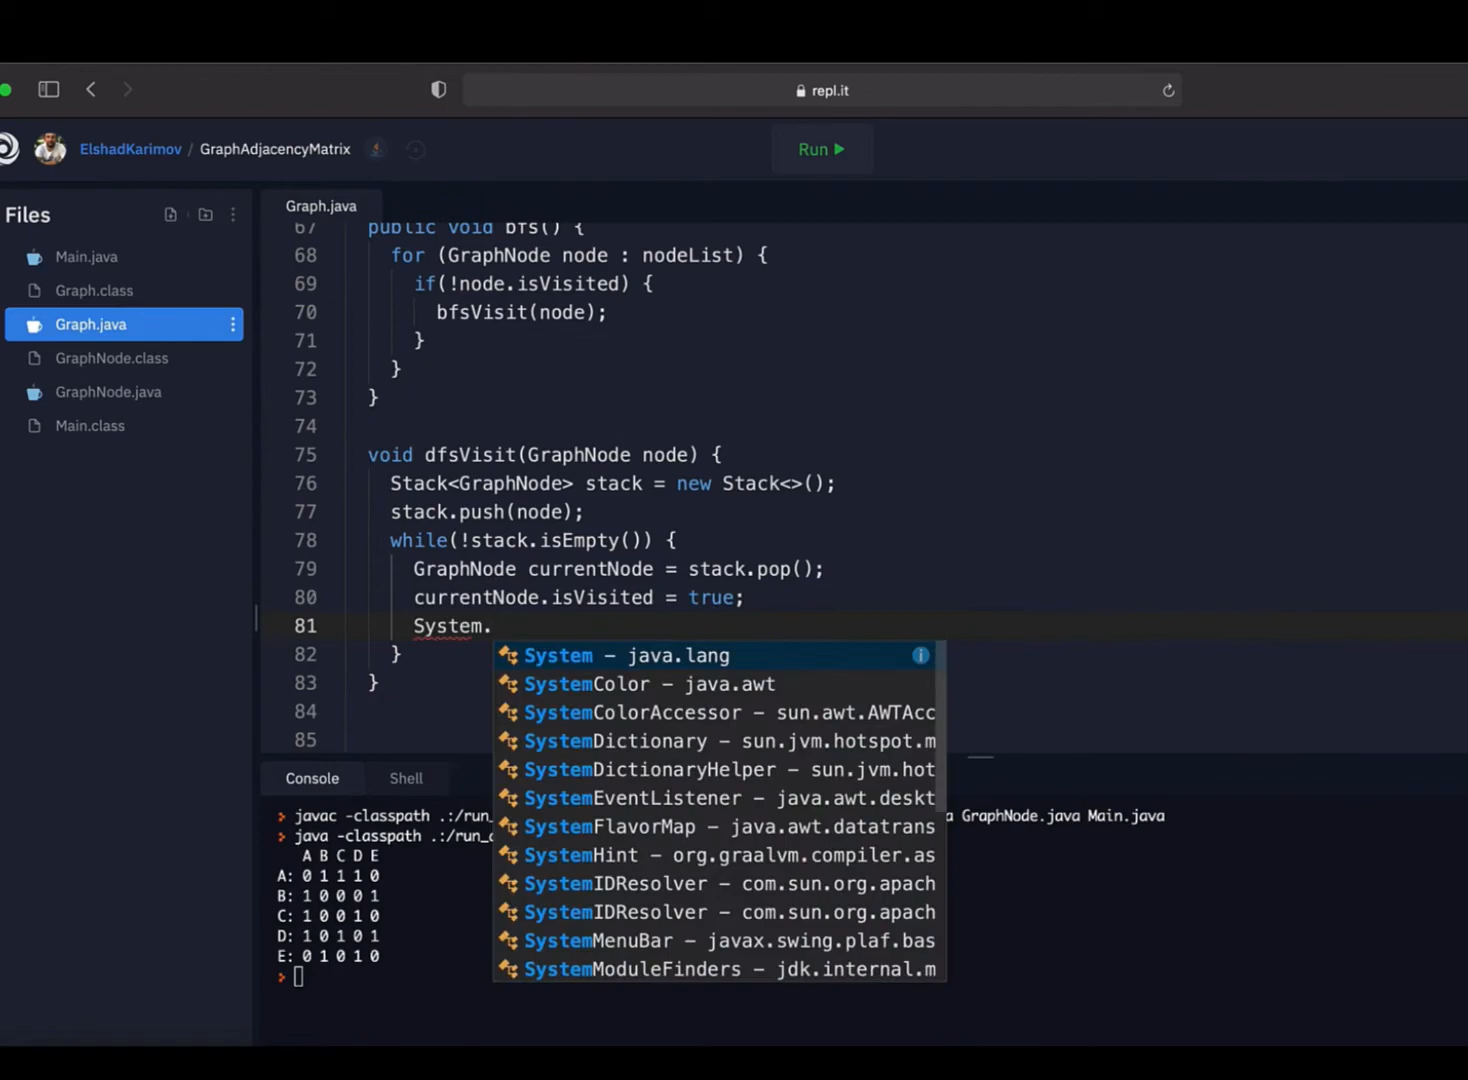 repl.it
ElshadKarimov / GraphAdjacencyMatrix
Run
Files
Main.java
Graph.class
Graph.java
GraphNode.class
GraphNode.java
Main.class
Graph.java
67 public void bfs() {
68 for (GraphNode node : nodeList) {
69 if(!node.isVisited) {
70 bfsVisit(node);
71 }
72 }
73 }
74
75 void dfsVisit(GraphNode node) {
76 Stack<GraphNode> stack = new Stack<>();
77 stack.push(node);
78 while(!stack.isEmpty()) {
79 GraphNode currentNode = stack.pop();
80 currentNode.isVisited = true;
81 System.
82 }
83 }
84
85
System – java.lang
SystemColor – java.awt
SystemColorAccessor – sun.awt.AWTAcc
SystemDictionary – sun.jvm.hotspot.m
SystemDictionaryHelper – sun.jvm.hot
SystemEventListener – java.awt.deskt
SystemFlavorMap – java.awt.datatrans
SystemHint – org.graalvm.compiler.as
SystemIDResolver – com.sun.org.apach
SystemIDResolver – com.sun.org.apach
SystemMenuBar – javax.swing.plaf.bas
SystemModuleFinders – jdk.internal.m
Console Shell
javac -classpath .:/run_ GraphNode.java Main.java
java -classpath .:/run_
A B C D E
A: 0 1 1 1 0
B: 1 0 0 0 1
C: 1 0 0 1 0
D: 1 0 1 0 1
E: 0 1 0 1 0